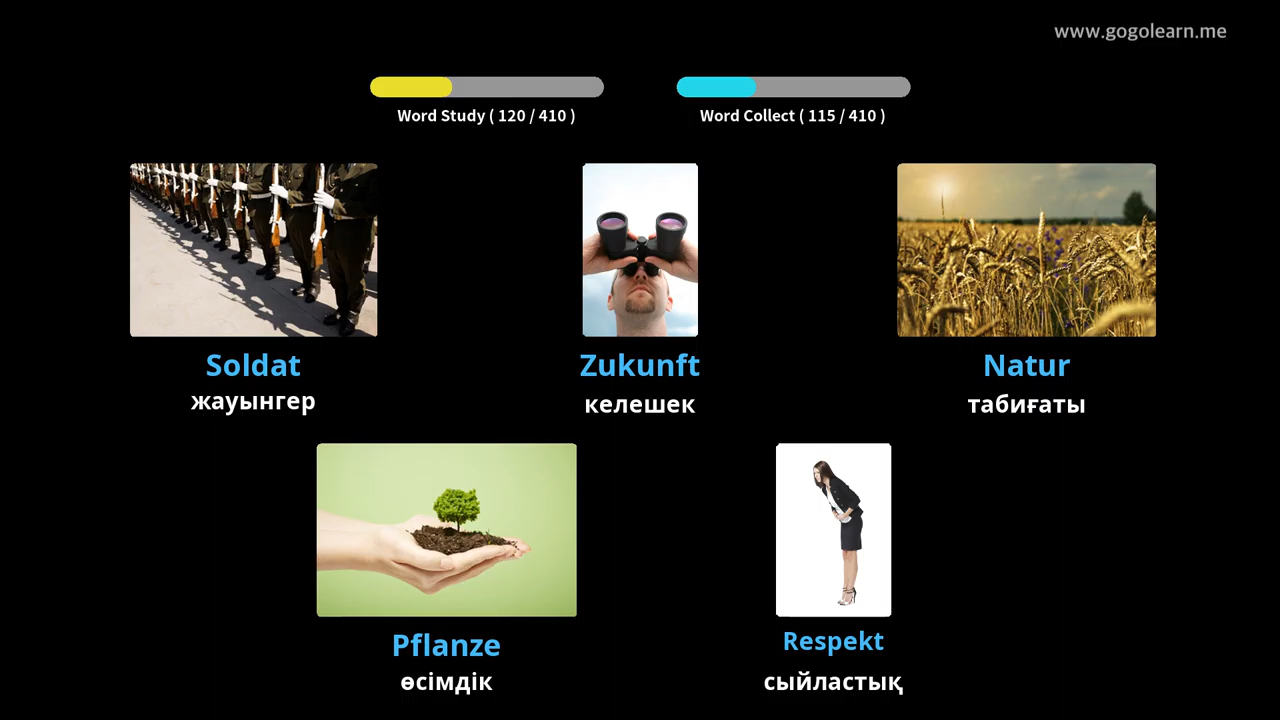 www.gogolearn.me
Word Study ( 120 / 410 )
Word Collect ( 115 / 410 )
Soldat
жауынгер
Zukunft
келешек
Natur
табиғаты
Pflanze
өсімдік
Respekt
сыйластық